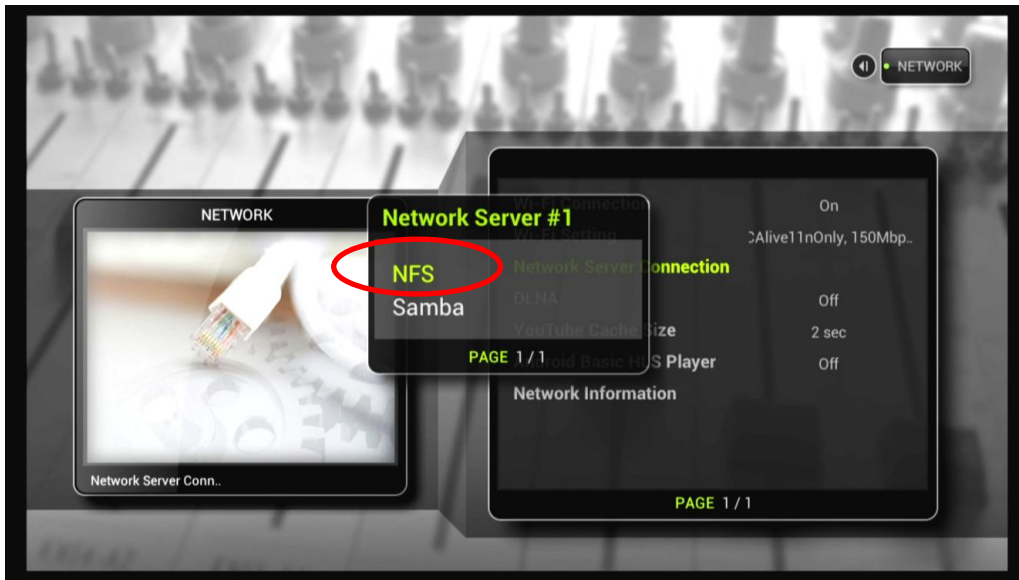 NETWORK
NETWORK
Network Server Conn..
Network Server #1
NFS
Samba
PAGE 1/1
Wi-Fi Connection On
Wi-Fi Setting 150Mbp..
Network Server Connection
DLNA Off
YouTube Cache Size 2 sec
Android Basic HLS Player Off
Network Information
PAGE 1/1